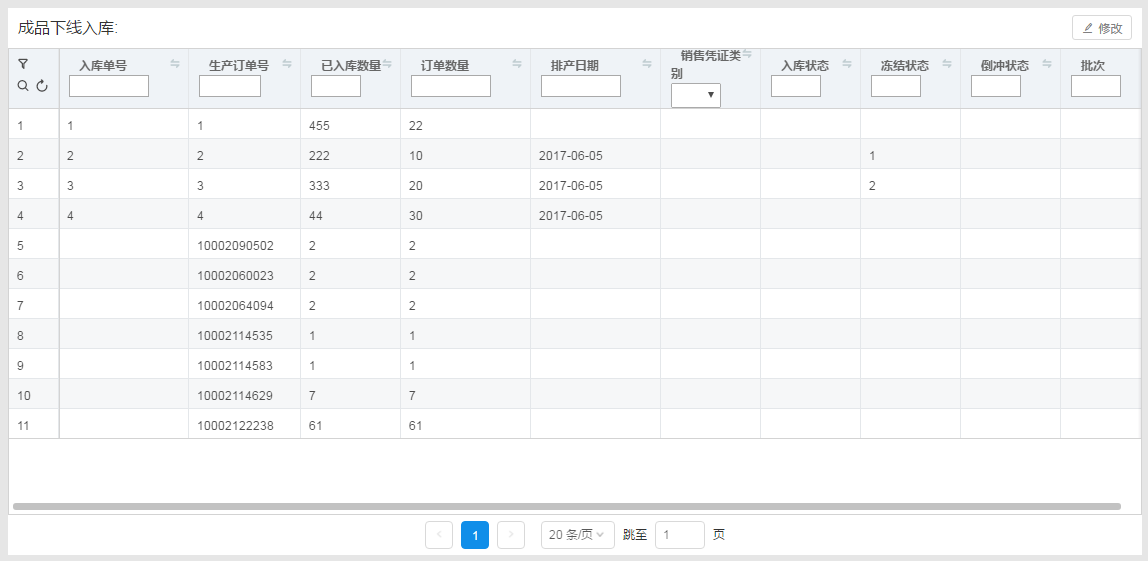 成品下线入库:
修改
入库单号 生产订单号 已入库数量 订单数量 排产日期 销售凭证类别 入库状态 冻结状态 倒冲状态 批次
1 1 1 455 22
2 2 2 222 10 2017-06-05 1
3 3 3 333 20 2017-06-05 2
4 4 4 44 30 2017-06-05
5 10002090502 2 2
6 10002060023 2 2
7 10002064094 2 2
8 10002114535 1 1
9 10002114583 1 1
10 10002114629 7 7
11 10002122238 61 61
1 20 条/页 跳至 1 页